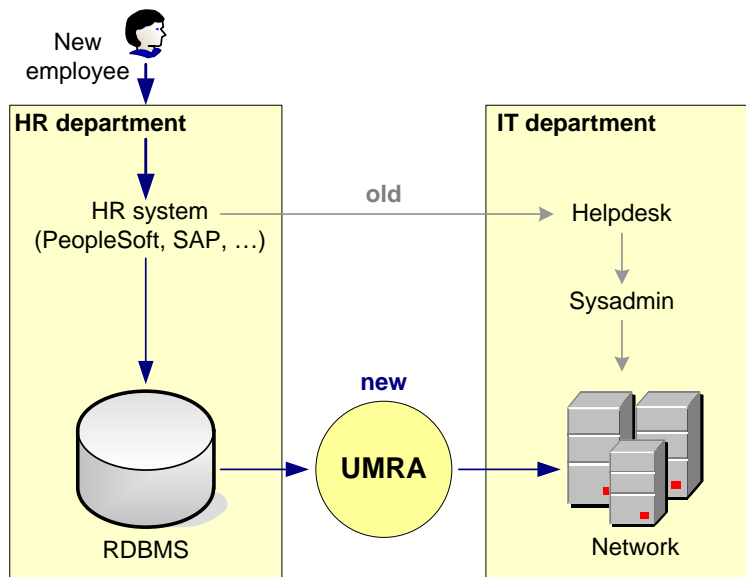 New
employee
HR department
IT department
HR system
(PeopleSoft, SAP, …)
old
Helpdesk
Sysadmin
new
UMRA
RDBMS
Network